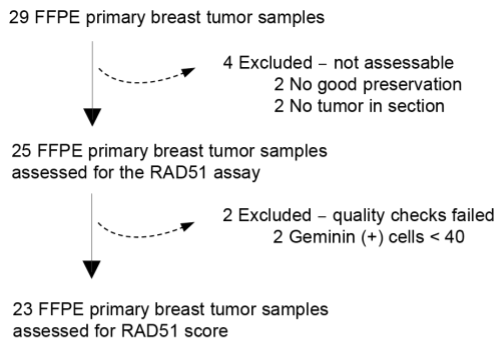 29 FFPE primary breast tumor samples
4 Excluded – not assessable
2 No good preservation
2 No tumor in section
25 FFPE primary breast tumor samples
assessed for the RAD51 assay
2 Excluded – quality checks failed
2 Geminin (+) cells < 40
23 FFPE primary breast tumor samples
assessed for RAD51 score